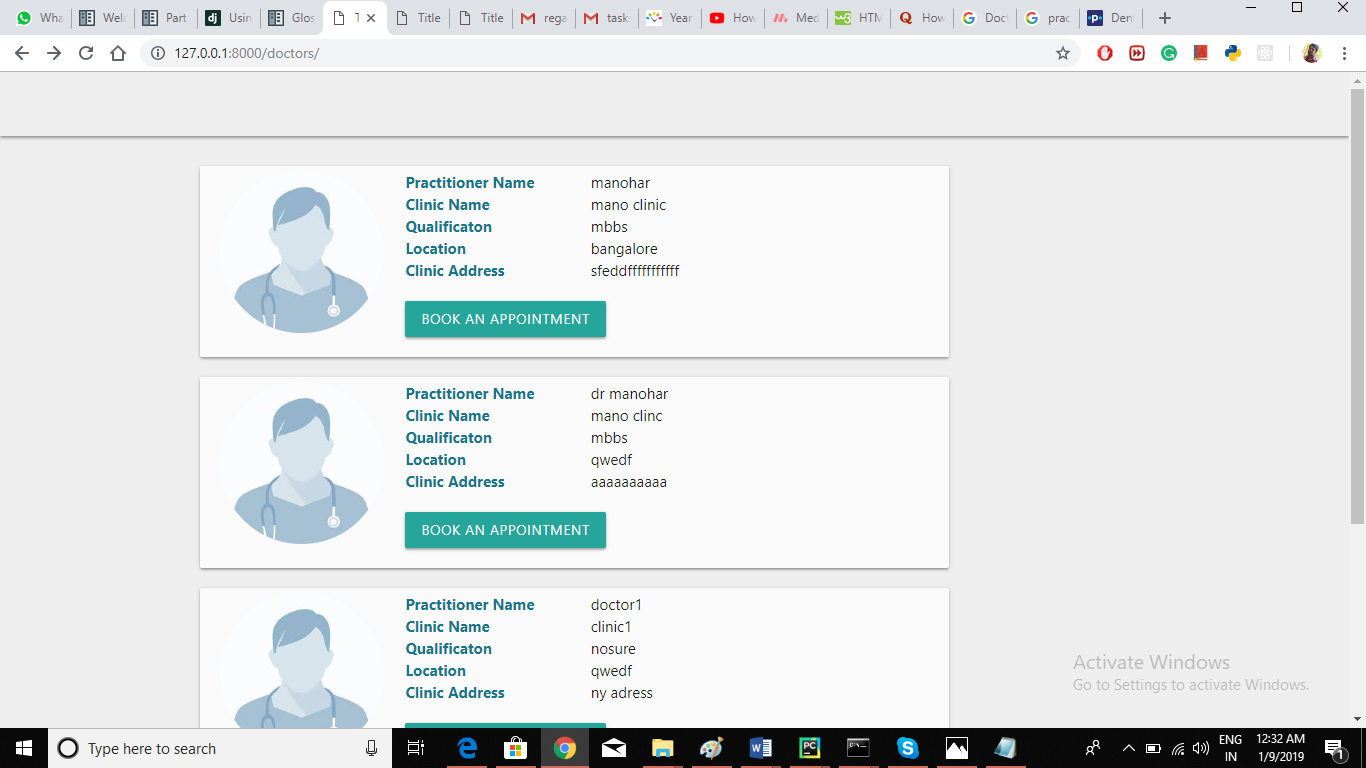 Wha
Welc
Part
Usin
Glos
T
Title
Title
rega
task
Year
How
Med
HTM
How
Doct
prac
Den
127.0.0.1:8000/doctors/
Practitioner Name manohar
Clinic Name mano clinic
Qualificaton mbbs
Location bangalore
Clinic Address sfeddfffffffffff
BOOK AN APPOINTMENT
Practitioner Name dr manohar
Clinic Name mano clinc
Qualificaton mbbs
Location qwedf
Clinic Address aaaaaaaaaa
BOOK AN APPOINTMENT
Practitioner Name doctor1
Clinic Name clinic1
Qualificaton nosure
Location qwedf
Clinic Address ny adress
Activate Windows
Go to Settings to activate Windows.
Type here to search
ENG
IN
12:32 AM
1/9/2019
1